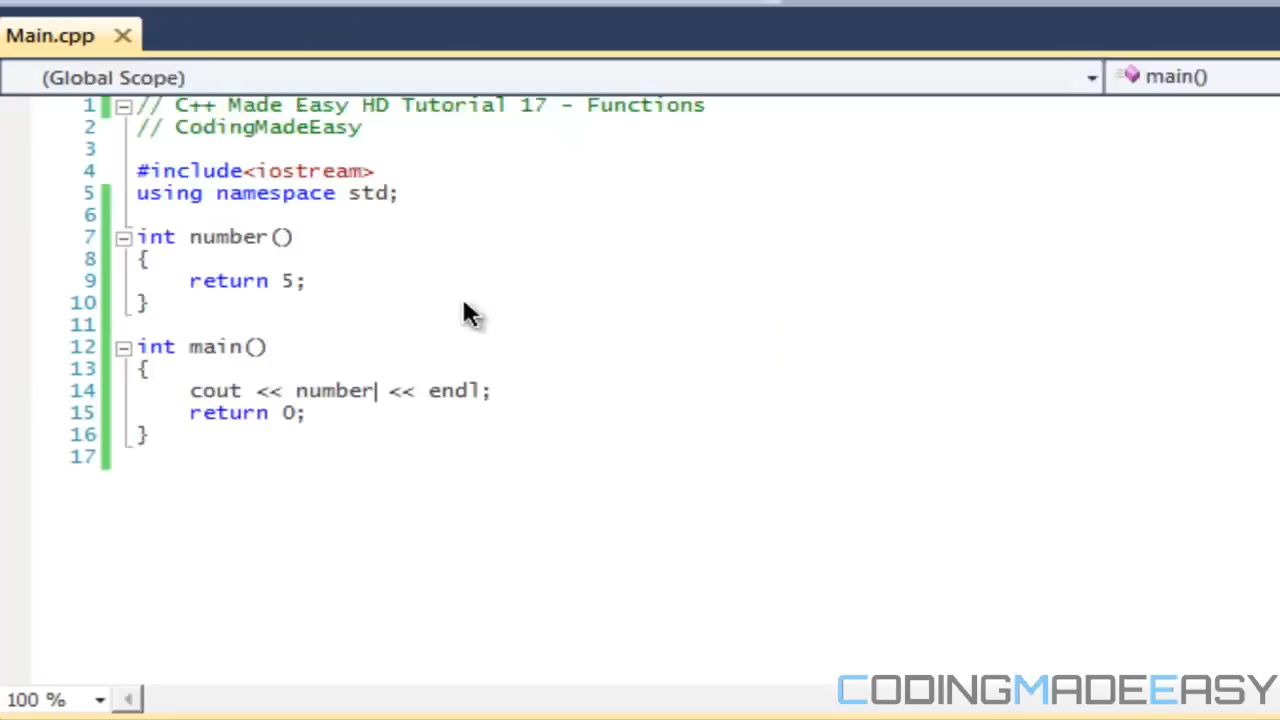 Main.cpp
(Global Scope) main()
1 // C++ Made Easy HD Tutorial 17 - Functions
2 // CodingMadeEasy
3
4 #include<iostream>
5 using namespace std;
6
7 int number()
8 {
9 return 5;
10 }
11
12 int main()
13 {
14 cout << number << endl;
15 return 0;
16 }
17
100 %
CODINGMADEEASY